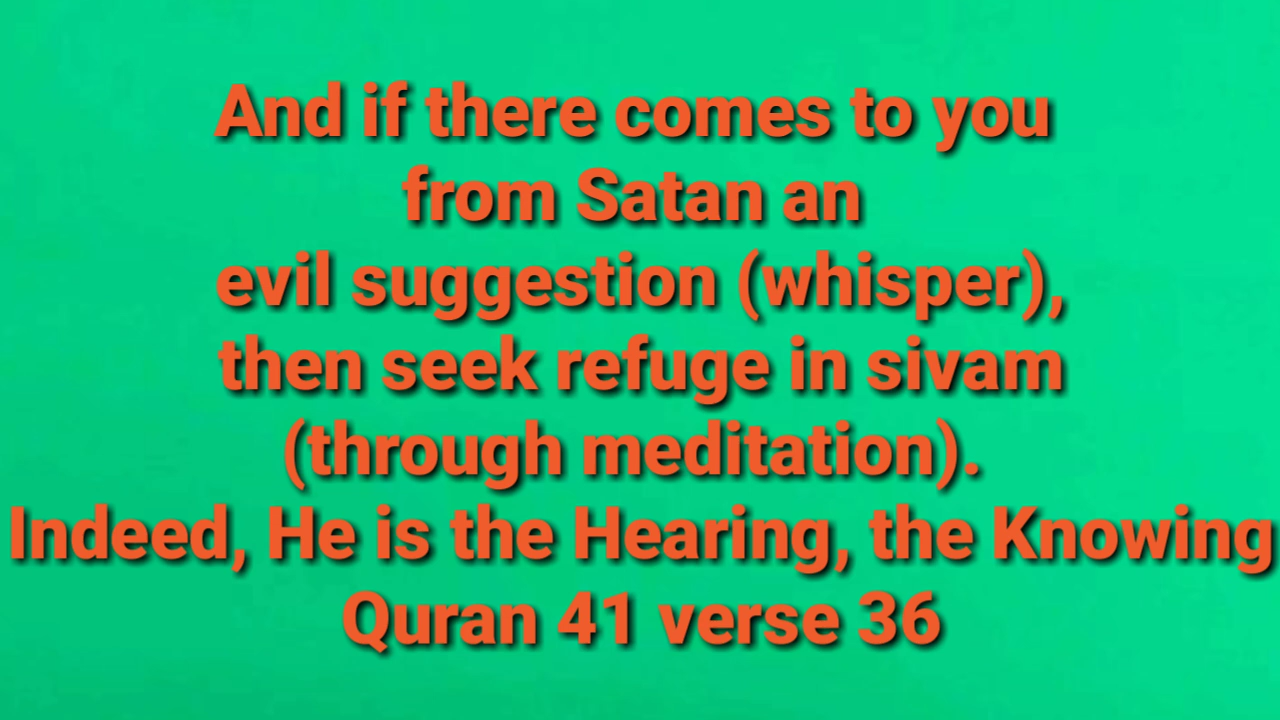 And if there comes to you
from Satan an
evil suggestion (whisper),
then seek refuge in sivam
(through meditation).
Indeed, He is the Hearing, the Knowing
Quran 41 verse 36